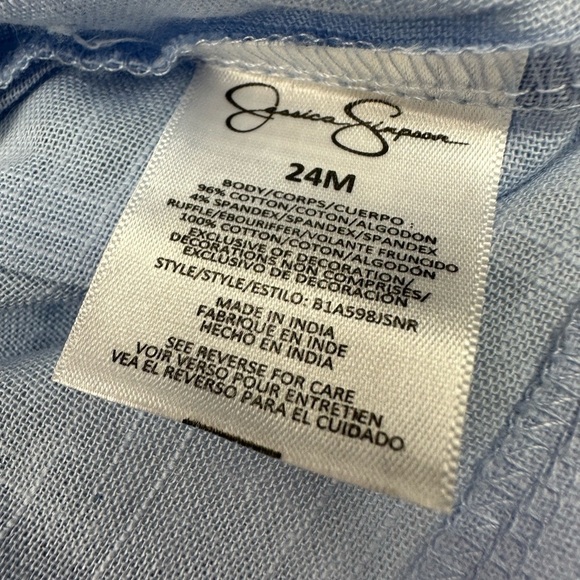 Jessica Simpson
24M
BODY/CORPS/CUERPO :
96% COTTON/COTON/ALGODON
4% SPANDEX/SPANDEX/SPANDEX
RUFFLE/EBOURIFFER/VOLANTE FRUNCIDO
100% COTTON/COTON/ALGODÓN
EXCLUSIVE OF DECORATION/
DECORATIONS NON COMPRISES/
EXCLUSIVO DE DECORACIÓN
STYLE/STYLE/ESTILO: B1A598JSNR
MADE IN INDIA
FABRIQUÉ EN INDE
HECHO EN INDIA
SEE REVERSE FOR CARE
VOIR VERSO POUR ENTRETIEN
VEA EL REVERSO PARA EL CUIDADO